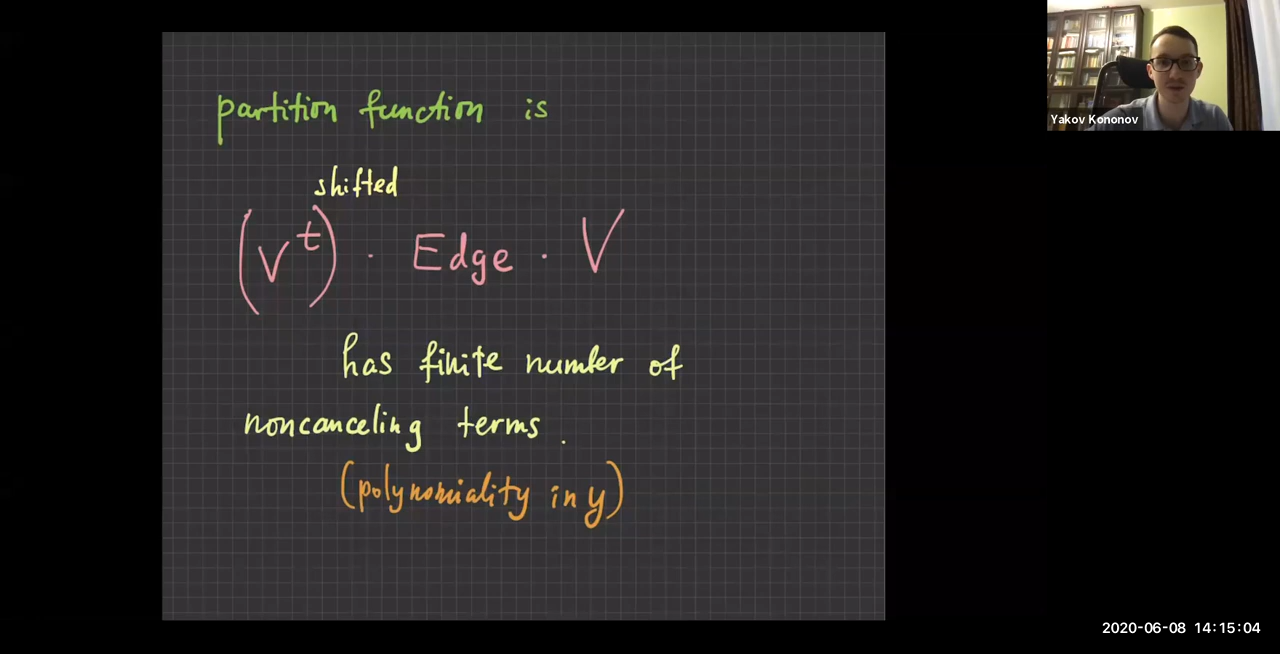 partition function is
shifted
(V^t) · Edge · V
has finite number of
noncanceling terms.
(polynomiality in y)
Yakov Kononov
2020-06-08 14:15:04